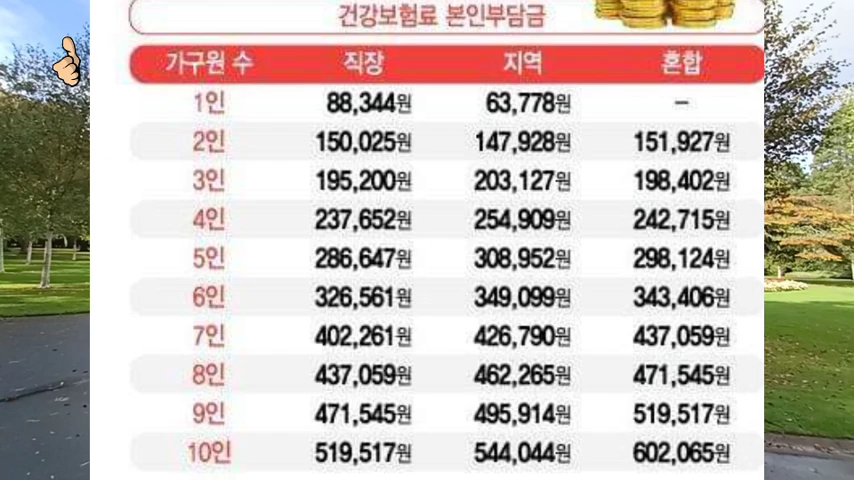 건강보험료 본인부담금
가구원 수 직장 지역 혼합
1인 88,344원 63,778원 –
2인 150,025원 147,928원 151,927원
3인 195,200원 203,127원 198,402원
4인 237,652원 254,909원 242,715원
5인 286,647원 308,952원 298,124원
6인 326,561원 349,099원 343,406원
7인 402,261원 426,790원 437,059원
8인 437,059원 462,265원 471,545원
9인 471,545원 495,914원 519,517원
10인 519,517원 544,044원 602,065원